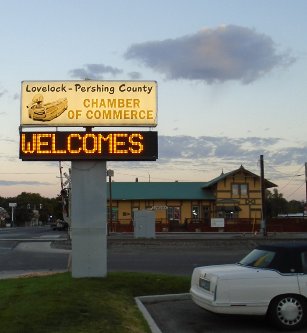 Lovelock - Pershing County
CHAMBER
OF COMMERCE
WELCOMES